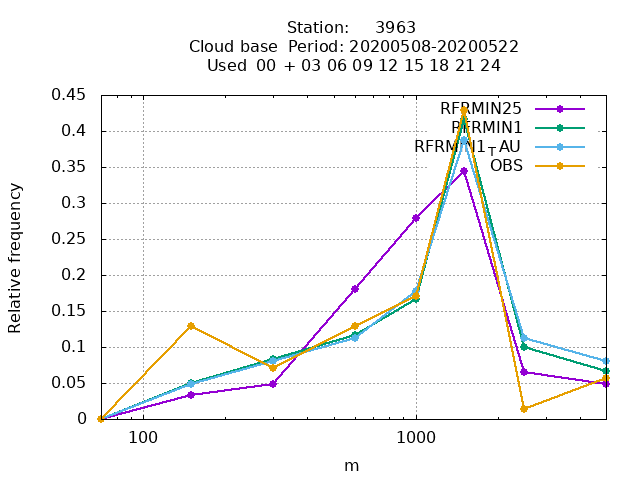 Station: 3963
Cloud base Period: 20200508-20200522
Used 00 + 03 06 09 12 15 18 21 24
RFRMIN25
RFRMIN1
RFRMIN1TAU
OBS
0.45
0.4
0.35
0.3
0.25
0.2
0.15
0.1
0.05
0
Relative frequency
100
1000
m